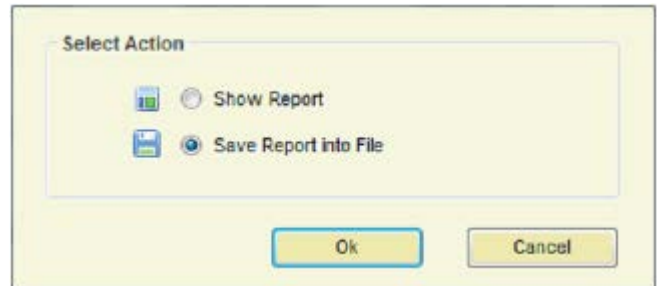 Select Action
Show Report
Save Report into File
Ok Cancel